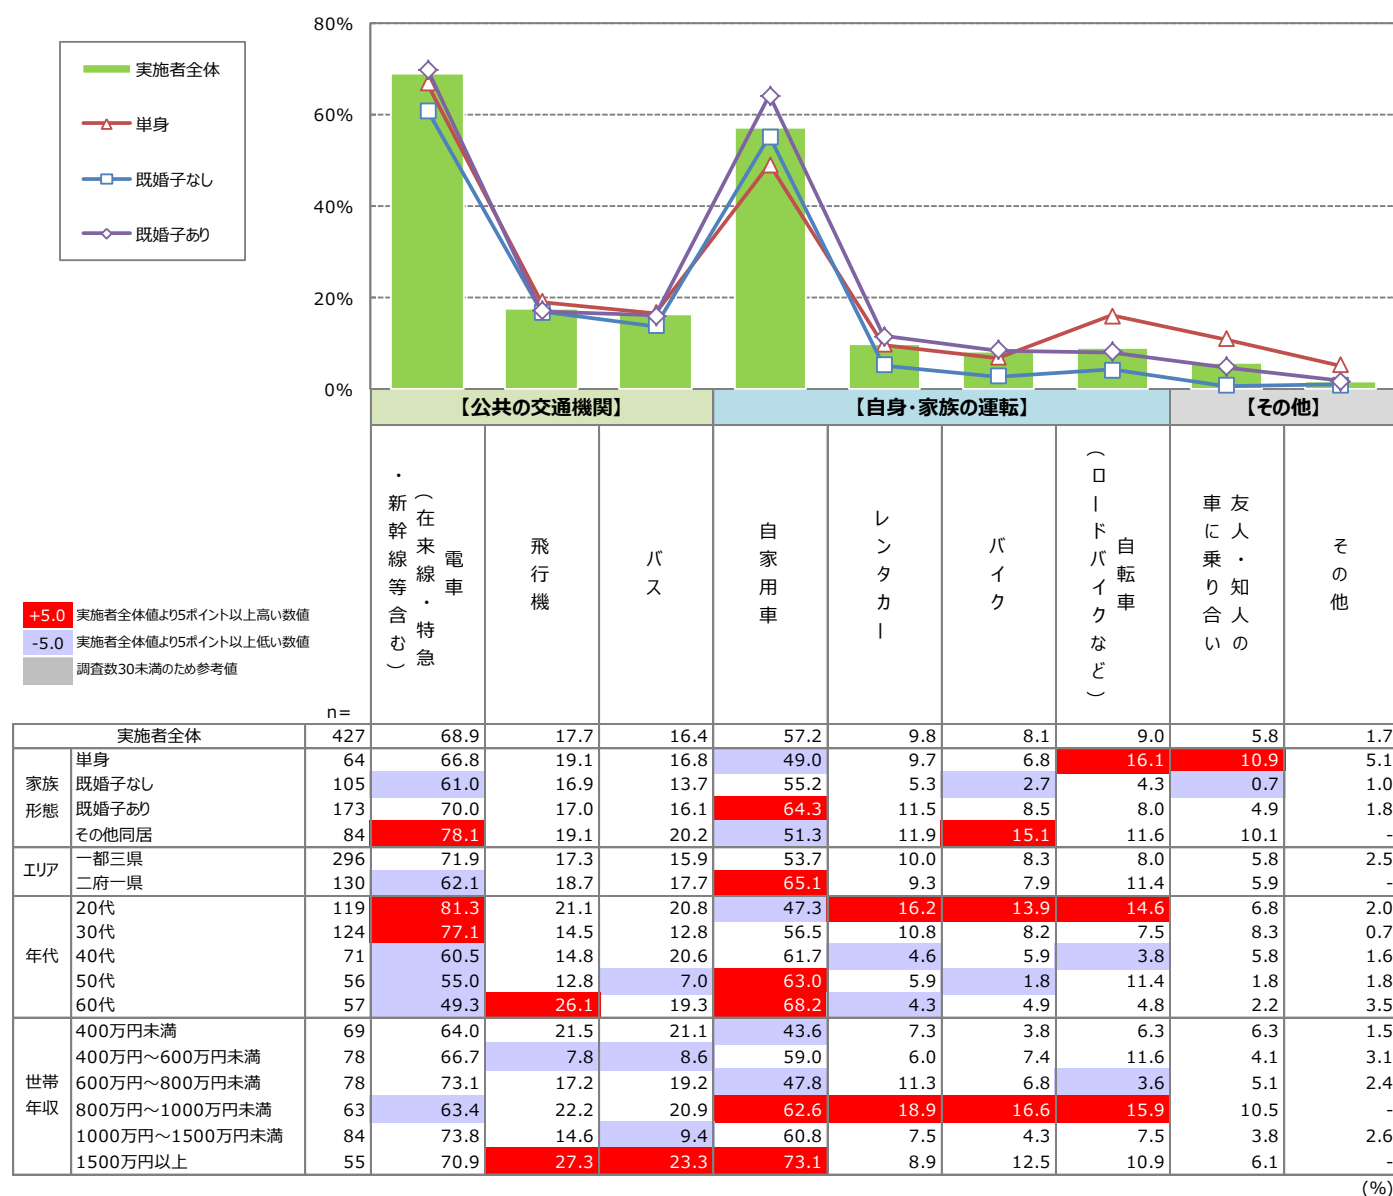 80%
60%
40%
20%
0%
実施者全体
単身
既婚子なし
既婚子あり
【公共の交通機関】 【自身・家族の運転】 【その他】
電車
(在来線・特急
・新幹線等含む)
飛行機
バス
自家用車
レンタカー
バイク
自転車
(ロードバイクなど)
友人・知人の
車に乗り合い
その他
+5.0 実施者全体値より5ポイント以上高い数値
-5.0 実施者全体値より5ポイント以上低い数値
調査数30未満のため参考値
n=
実施者全体 427 68.9 17.7 16.4 57.2 9.8 8.1 9.0 5.8 1.7
家族
形態
単身 64 66.8 19.1 16.8 49.0 9.7 6.8 16.1 10.9 5.1
既婚子なし 105 61.0 16.9 13.7 55.2 5.3 2.7 4.3 0.7 1.0
既婚子あり 173 70.0 17.0 16.1 64.3 11.5 8.5 8.0 4.9 1.8
その他同居 84 78.1 19.1 20.2 51.3 11.9 15.1 11.6 10.1 -
エリア
一都三県 296 71.9 17.3 15.9 53.7 10.0 8.3 8.0 5.8 2.5
二府一県 130 62.1 18.7 17.7 65.1 9.3 7.9 11.4 5.9 -
年代
20代 119 81.3 21.1 20.8 47.3 16.2 13.9 14.6 6.8 2.0
30代 124 77.1 14.5 12.8 56.5 10.8 8.2 7.5 8.3 0.7
40代 71 60.5 14.8 20.6 61.7 4.6 5.9 3.8 5.8 1.6
50代 56 55.0 12.8 7.0 63.0 5.9 1.8 11.4 1.8 1.8
60代 57 49.3 26.1 19.3 68.2 4.3 4.9 4.8 2.2 3.5
世帯
年収
400万円未満 69 64.0 21.5 21.1 43.6 7.3 3.8 6.3 6.3 1.5
400万円～600万円未満 78 66.7 7.8 8.6 59.0 6.0 7.4 11.6 4.1 3.1
600万円～800万円未満 78 73.1 17.2 19.2 47.8 11.3 6.8 3.6 5.1 2.4
800万円～1000万円未満 63 63.4 22.2 20.9 62.6 18.9 16.6 15.9 10.5 -
1000万円～1500万円未満 84 73.8 14.6 9.4 60.8 7.5 4.3 7.5 3.8 2.6
1500万円以上 55 70.9 27.3 23.3 73.1 8.9 12.5 10.9 6.1 -
(%)